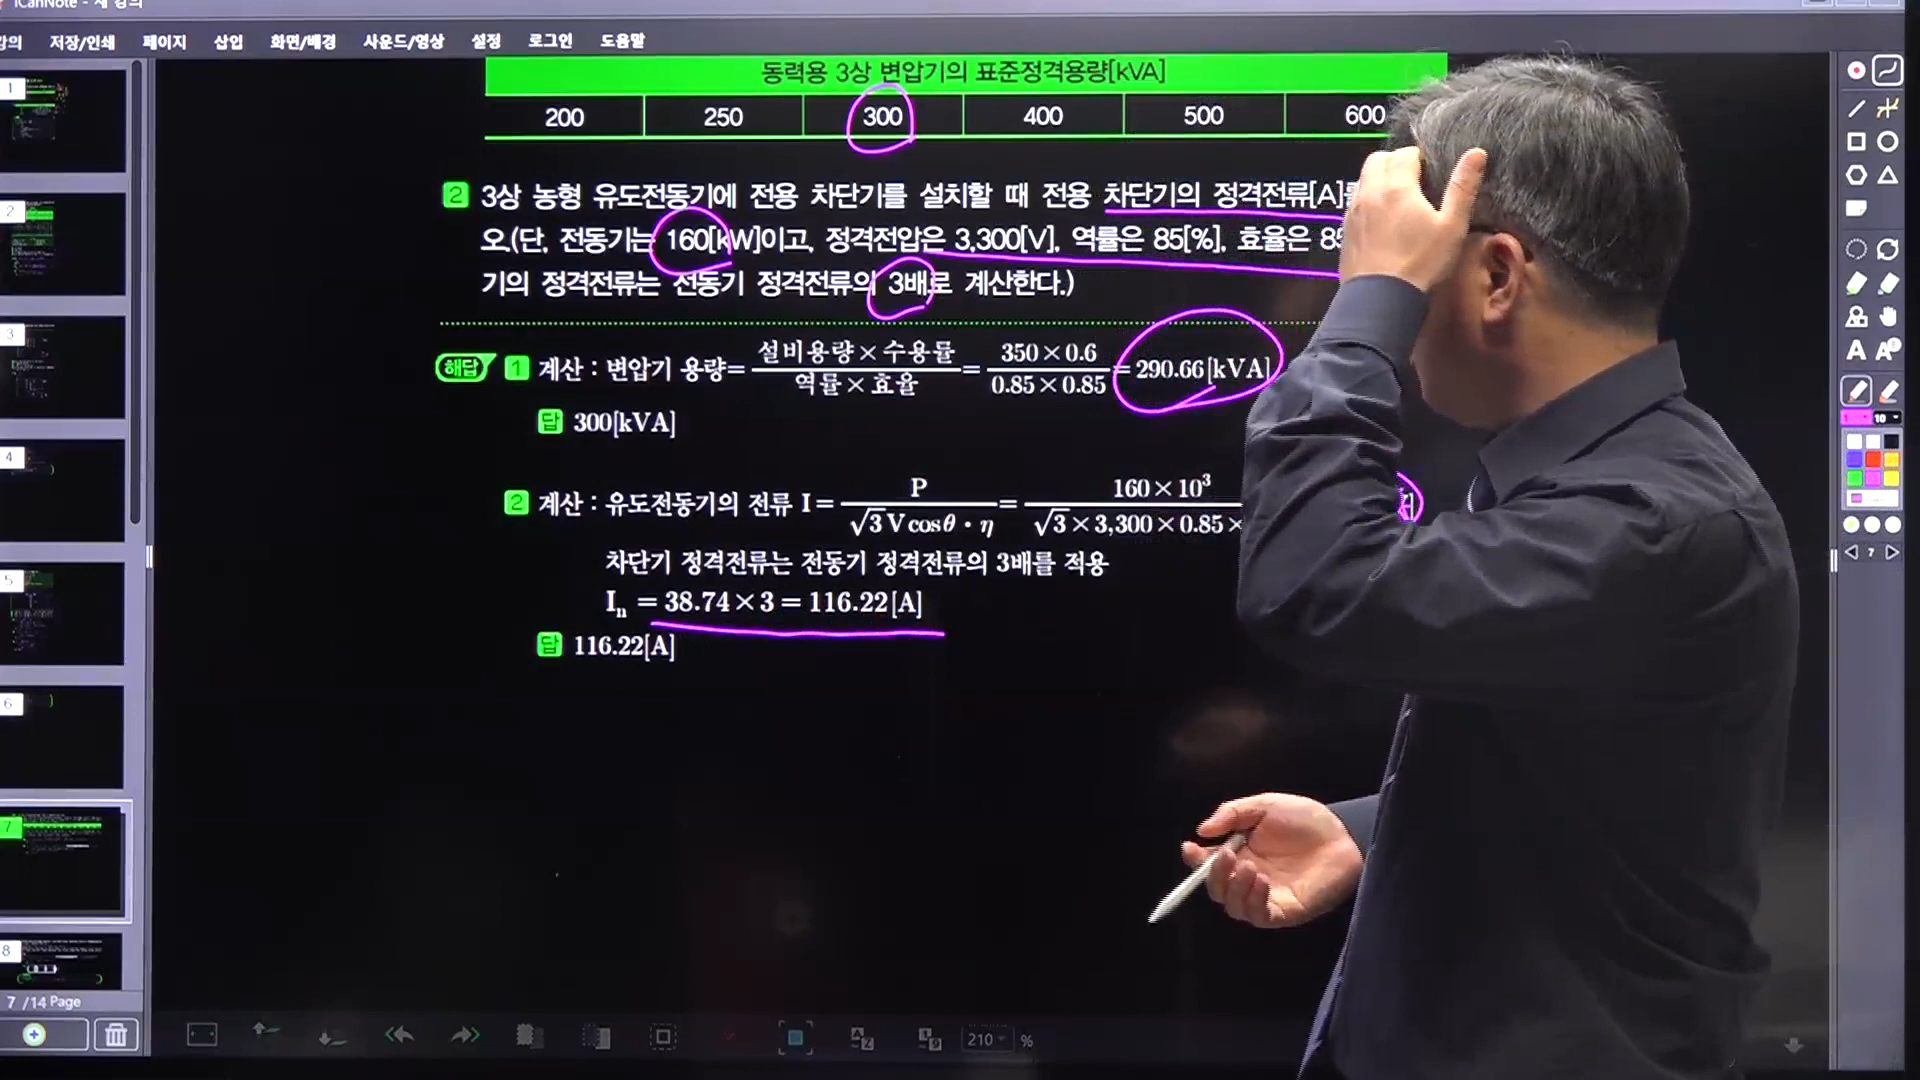 iCanNote - 새 강의
강의 저장/인쇄 페이지 삽입 화면/배경 사운드/영상 설정 로그인 도움말
동력용 3상 변압기의 표준정격용량[kVA]
200 250 300 400 500 600
2 3상 농형 유도전동기에 전용 차단기를 설치할 때 전용 차단기의 정격전류[A]를
오.(단, 전동기는 160[kW]이고, 정격전압은 3,300[V], 역률은 85[%], 효율은 85
기의 정격전류는 전동기 정격전류의 3배로 계산한다.)
해답 1 계산 : 변압기 용량= 설비용량×수용률 / 역률×효율 = 350×0.6 / 0.85×0.85 =290.66[kVA]
답 300[kVA]
2 계산 : 유도전동기의 전류 I= P / √3 V cosθ·η = 160×10³ / √3×3,300×0.85×
차단기 정격전류는 전동기 정격전류의 3배를 적용
Iₙ =38.74×3=116.22[A]
답 116.22[A]
1
2
3
4
5
6
7
8
7 /14 Page
210 %
10
7